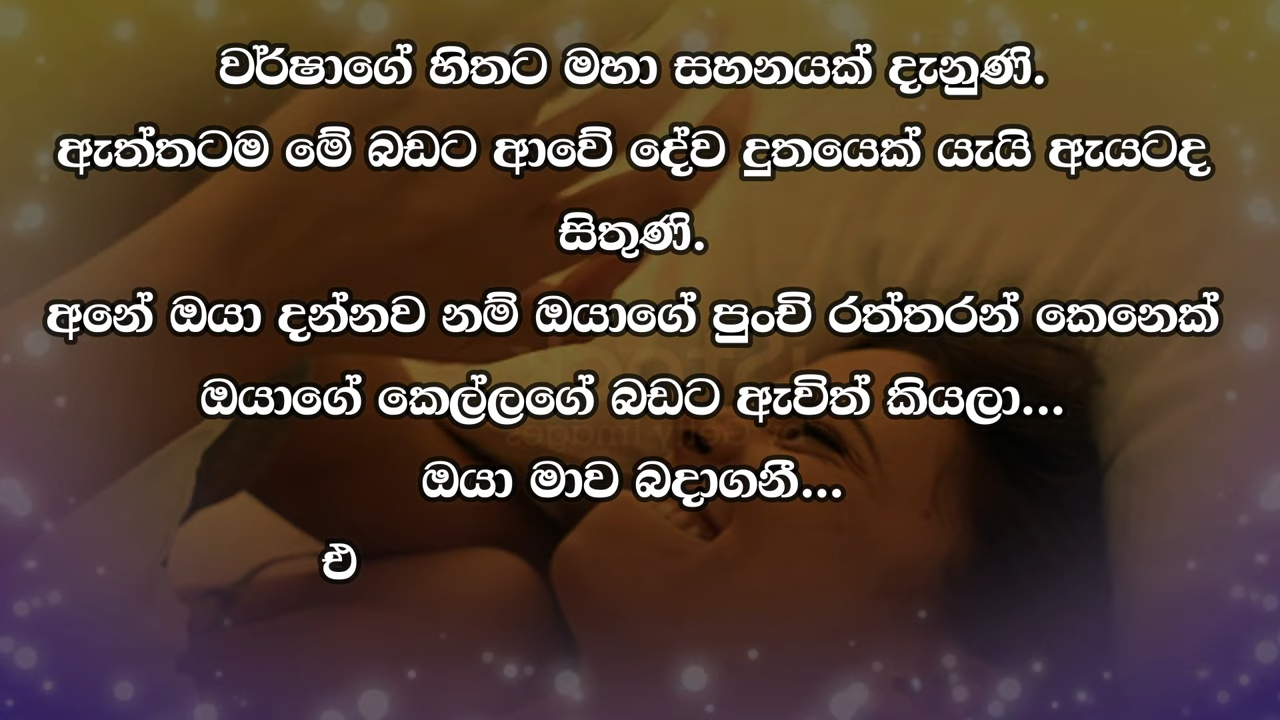 වර්ෂාගේ හිතට මහා සහනයක් දැනුණි.
ඇත්තටම මේ බඩට ආවේ දේව දුතයෙක් යැයි ඇයටද
සිතුණි.
අනේ ඔයා දන්නව නම් ඔයාගේ පුංචි රත්තරන් කෙනෙක්
ඔයාගේ කෙල්ලගේ බඩට ඇවිත් කියලා...
ඔයා මාව බදාගනී...
එ